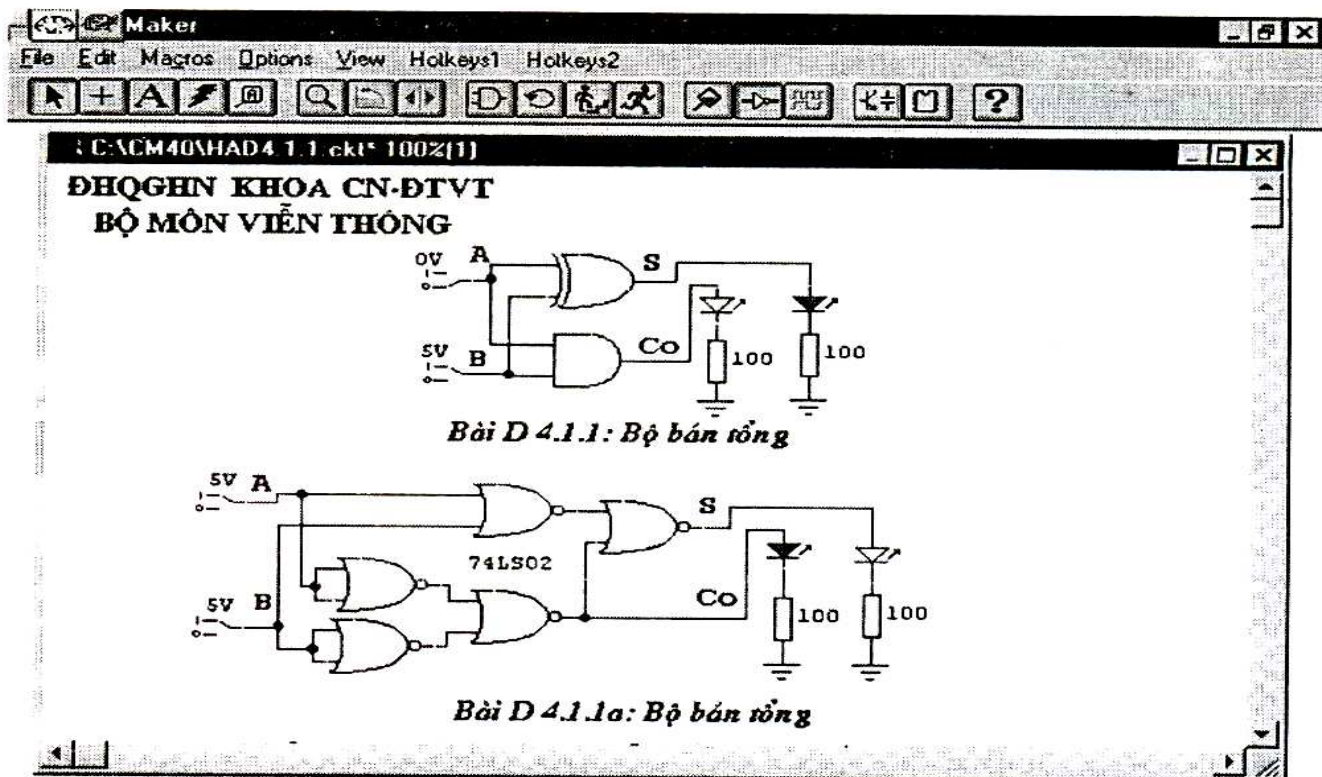 Maker
File Edit Macros Options View Hotkeys1 Hotkeys2
C:\CM40\HAD4.1.1.ckt* 100%[1]
ĐHQGHN KHOA CN-ĐTVT
BỘ MÔN VIỄN THÔNG
0V A S
5V B Co 100 100
Bài D 4.1.1: Bộ bán tổng
5V A S
74LS02
5V B Co 100 100
Bài D 4.1.1a: Bộ bán tổng